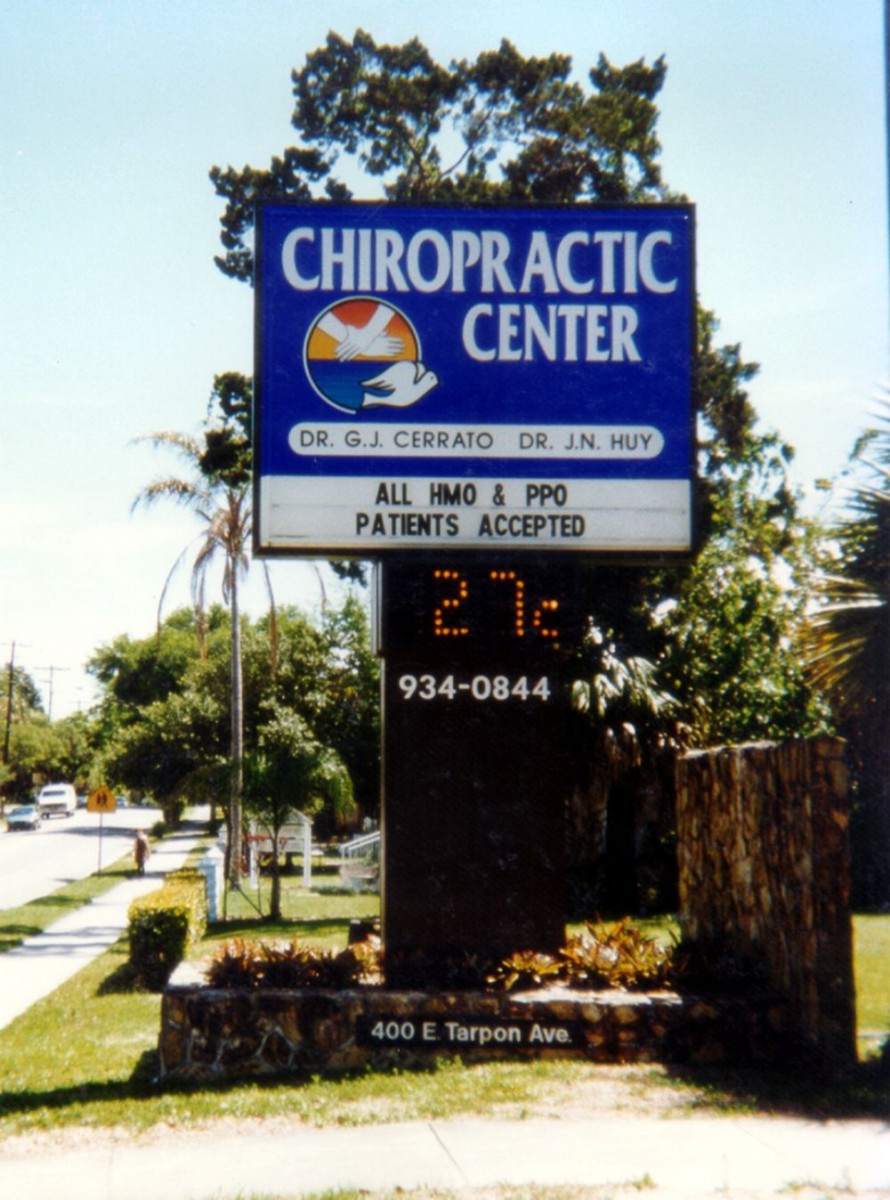 CHIROPRACTIC
CENTER
DR. G.J. CERRATO DR. J.N. HUY
ALL HMO & PPO
PATIENTS ACCEPTED
27c
934-0844
400 E. Tarpon Ave.